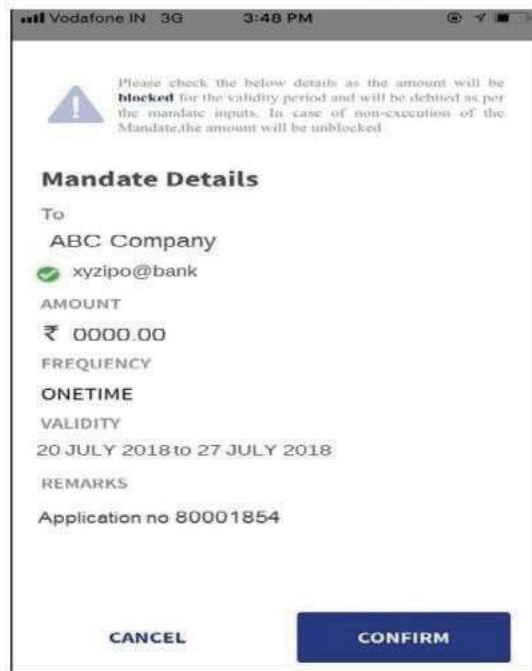 Vodafone IN 3G 3:48 PM
Please check the below details as the amount will be
blocked for the validity period and will be debited as per
the mandate inputs. In case of non-execution of the
Mandate,the amount will be unblocked
Mandate Details
To
ABC Company
xyzipo@bank
AMOUNT
₹ 0000.00
FREQUENCY
ONETIME
VALIDITY
20 JULY 2018 to 27 JULY 2018
REMARKS
Application no 80001854
CANCEL CONFIRM